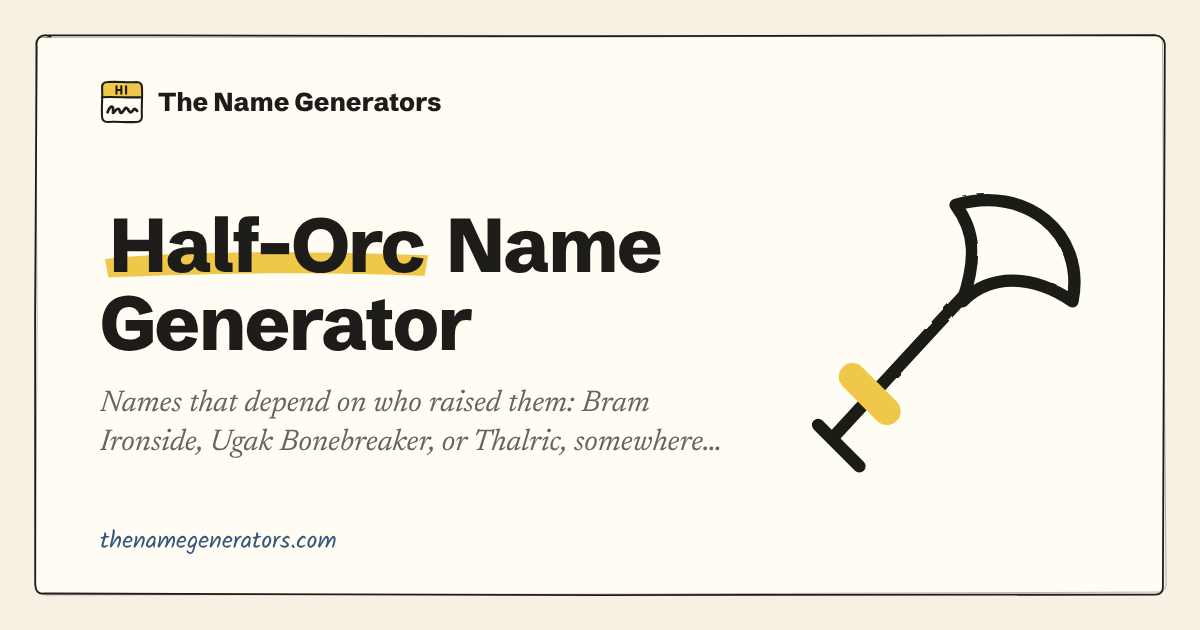 HI
The Name Generators
Half-Orc Name
Generator
Names that depend on who raised them: Bram
Ironside, Ugak Bonebreaker, or Thalric, somewhere...
thenamegenerators.com